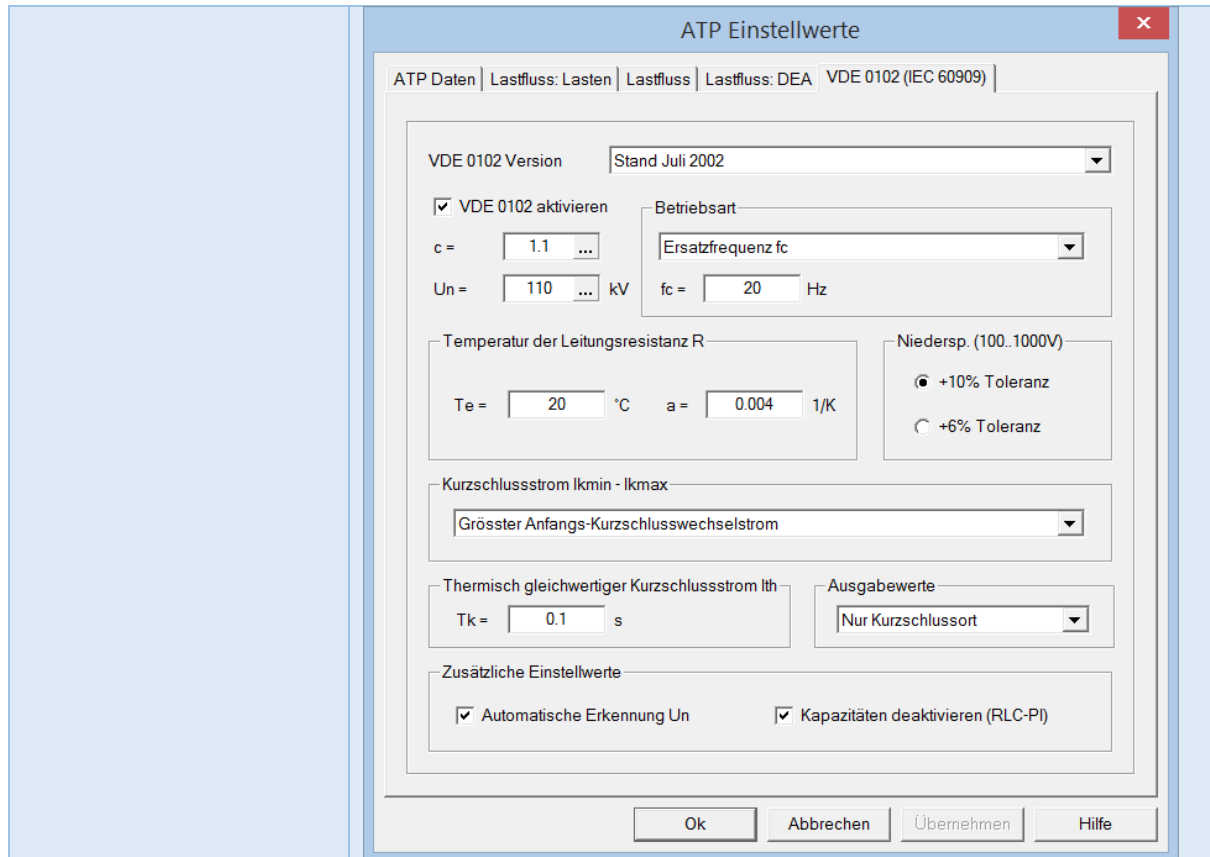 ATP Einstellwerte
ATP Daten Lastfluss: Lasten Lastfluss Lastfluss: DEA VDE 0102 (IEC 60909)
VDE 0102 Version Stand Juli 2002
VDE 0102 aktivieren Betriebsart
c = 1.1 ... Ersatzfrequenz fc
Un = 110 ... kV fc = 20 Hz
Temperatur der Leitungsresistanz R Niedersp. (100..1000V)
+10% Toleranz
Te = 20 °C a = 0.004 1/K
+6% Toleranz
Kurzschlussstrom Ikmin - Ikmax
Grösster Anfangs-Kurzschlusswechselstrom
Thermisch gleichwertiger Kurzschlussstrom Ith Ausgabewerte
Tk = 0.1 s Nur Kurzschlussort
Zusätzliche Einstellwerte
Automatische Erkennung Un Kapazitäten deaktivieren (RLC-PI)
Ok Abbrechen Übernehmen Hilfe